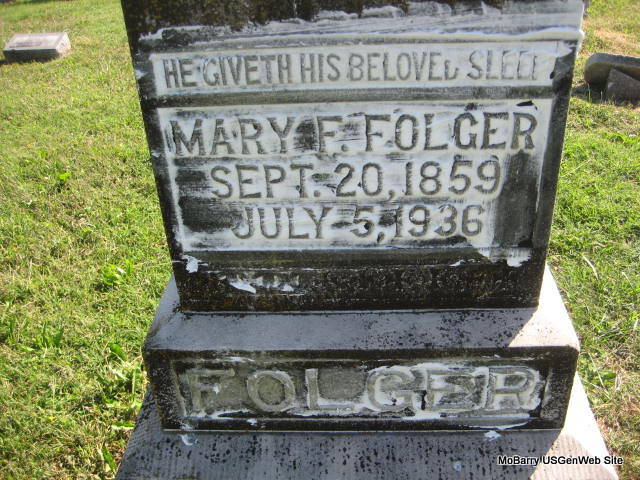 HE GIVETH HIS BELOVED SLEEP
MARY F. FOLGER
SEPT. 20, 1859
JULY 5, 1936
FOLGER
MoBarry USGenWeb Site